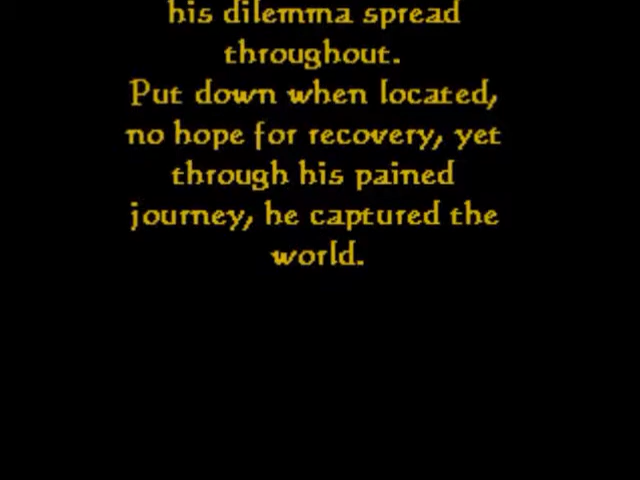 his dilemma spread
throughout.
Put down when located,
no hope for recovery, yet
through his pained
journey, he captured the
world.